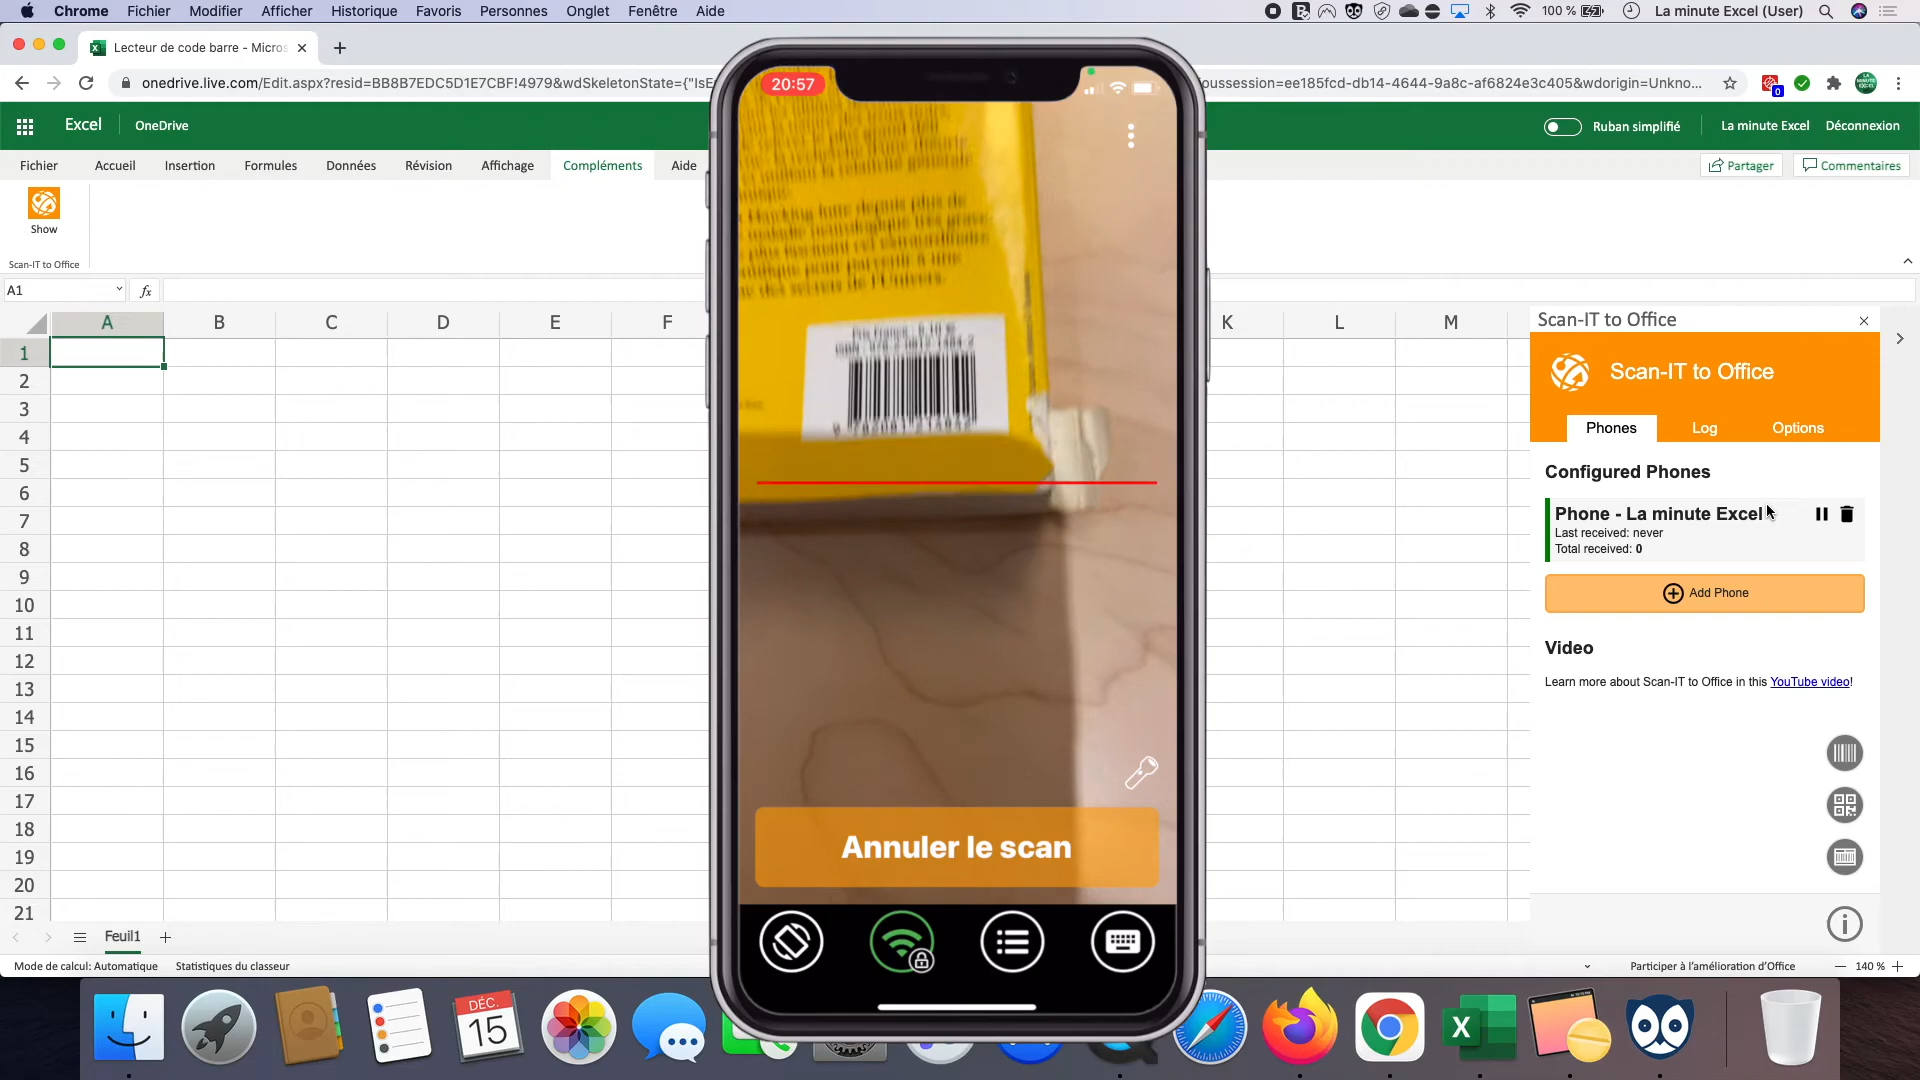 Chrome Fichier Modifier Afficher Historique Favoris Personnes Onglet Fenêtre Aide
100 % La minute Excel (User)
Lecteur de code barre - Micros
onedrive.live.com/Edit.aspx?resid=BB8B7EDC5D1E7CBF!4979&wdSkeletonState={"IsE
oussession=ee185fcd-db14-4644-9a8c-af6824e3c405&wdorigin=Unkno...
0
Excel OneDrive
Ruban simplifié La minute Excel Déconnexion
Fichier Accueil Insertion Formules Données Révision Affichage Compléments Aide
Partager Commentaires
Show
Scan-IT to Office
A1
fx
A B C D E F K L M
1
2
3
4
5
6
7
8
9
10
11
12
13
14
15
16
17
18
19
20
21
20:57
Annuler le scan
Scan-IT to Office
Scan-IT to Office
Phones Log Options
Configured Phones
Phone - La minute Excel
Last received: never
Total received: 0
Add Phone
Video
Learn more about Scan-IT to Office in this YouTube video!
Feuil1
Mode de calcul: Automatique Statistiques du classeur
Participer à l'amélioration d'Office 140 %
DÉC.
15
X